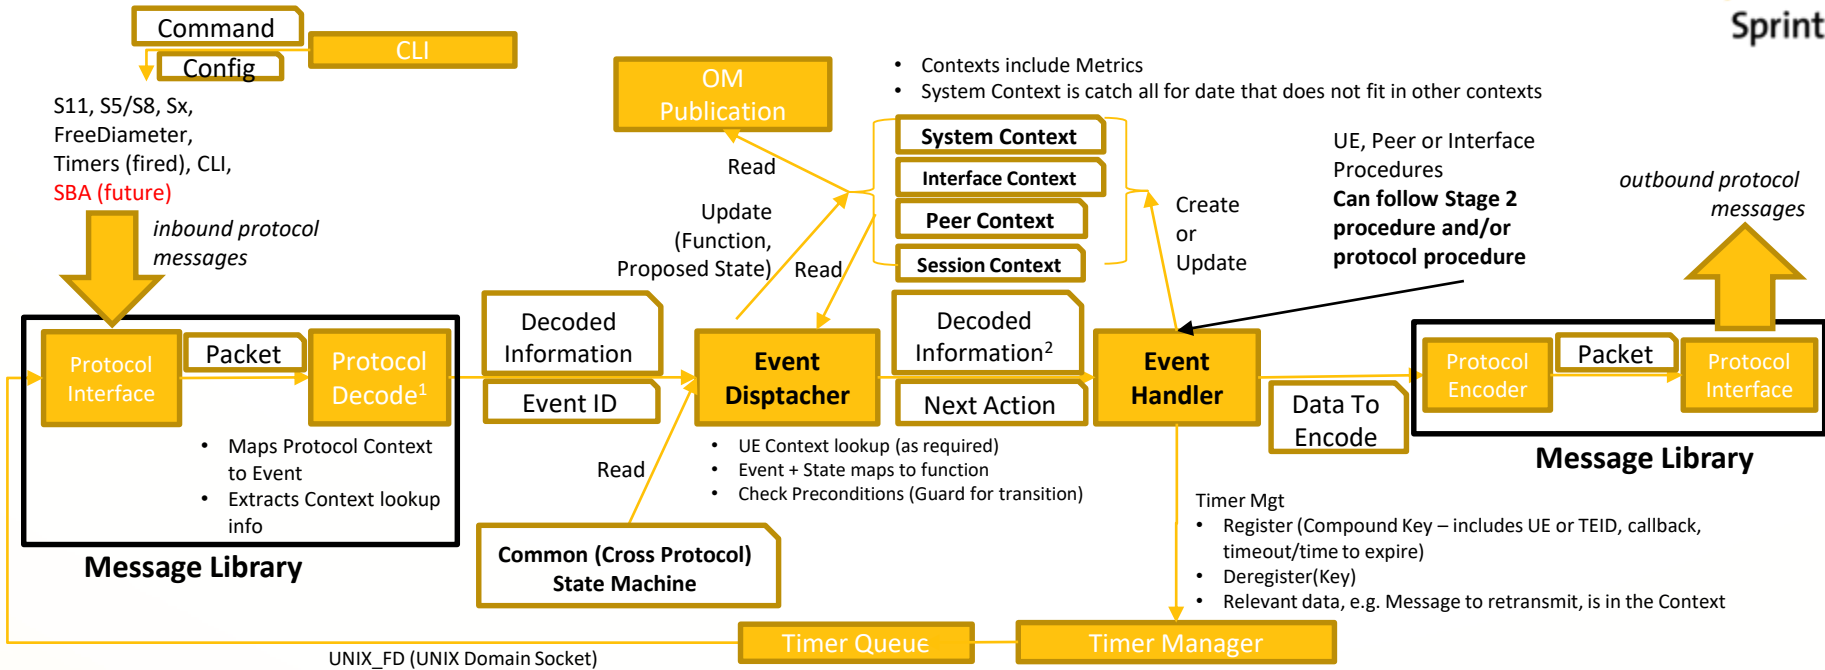 Sprint
Command
Config
CLI
S11, S5/S8, Sx,
FreeDiameter,
Timers (fired), CLI,
SBA (future)
inbound protocol
messages
OM
Publication
• Contexts include Metrics
• System Context is catch all for date that does not fit in other contexts
System Context
Interface Context
Peer Context
Session Context
Read
Update
(Function,
Proposed State)
Read
Create
or
Update
UE, Peer or Interface
Procedures
Can follow Stage 2
procedure and/or
protocol procedure
outbound protocol
messages
Protocol
Interface
Packet
Protocol
Decode1
• Maps Protocol Context
to Event
• Extracts Context lookup
info
Message Library
Decoded
Information
Event ID
Read
Common (Cross Protocol)
State Machine
Event
Disptacher
• UE Context lookup (as required)
• Event + State maps to function
• Check Preconditions (Guard for transition)
Decoded
Information2
Next Action
Event
Handler
Data To
Encode
Protocol
Encoder
Packet
Protocol
Interface
Message Library
Timer Mgt
• Register (Compound Key – includes UE or TEID, callback,
timeout/time to expire)
• Deregister(Key)
• Relevant data, e.g. Message to retransmit, is in the Context
Timer Queue
Timer Manager
UNIX_FD (UNIX Domain Socket)